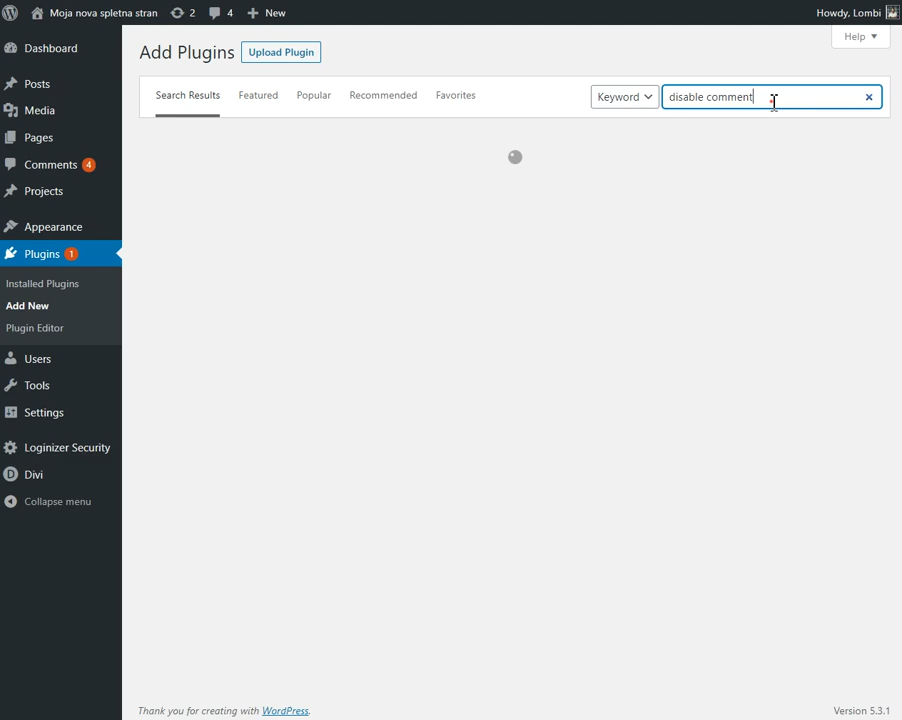 Moja nova spletna stran 2 4 New Howdy, Lombi
Help
Add Plugins Upload Plugin
Search Results Featured Popular Recommended Favorites Keyword disable comment
Dashboard
Posts
Media
Pages
Comments 4
Projects
Appearance
Plugins 1
Installed Plugins
Add New
Plugin Editor
Users
Tools
Settings
Loginizer Security
Divi
Collapse menu
Thank you for creating with WordPress. Version 5.3.1